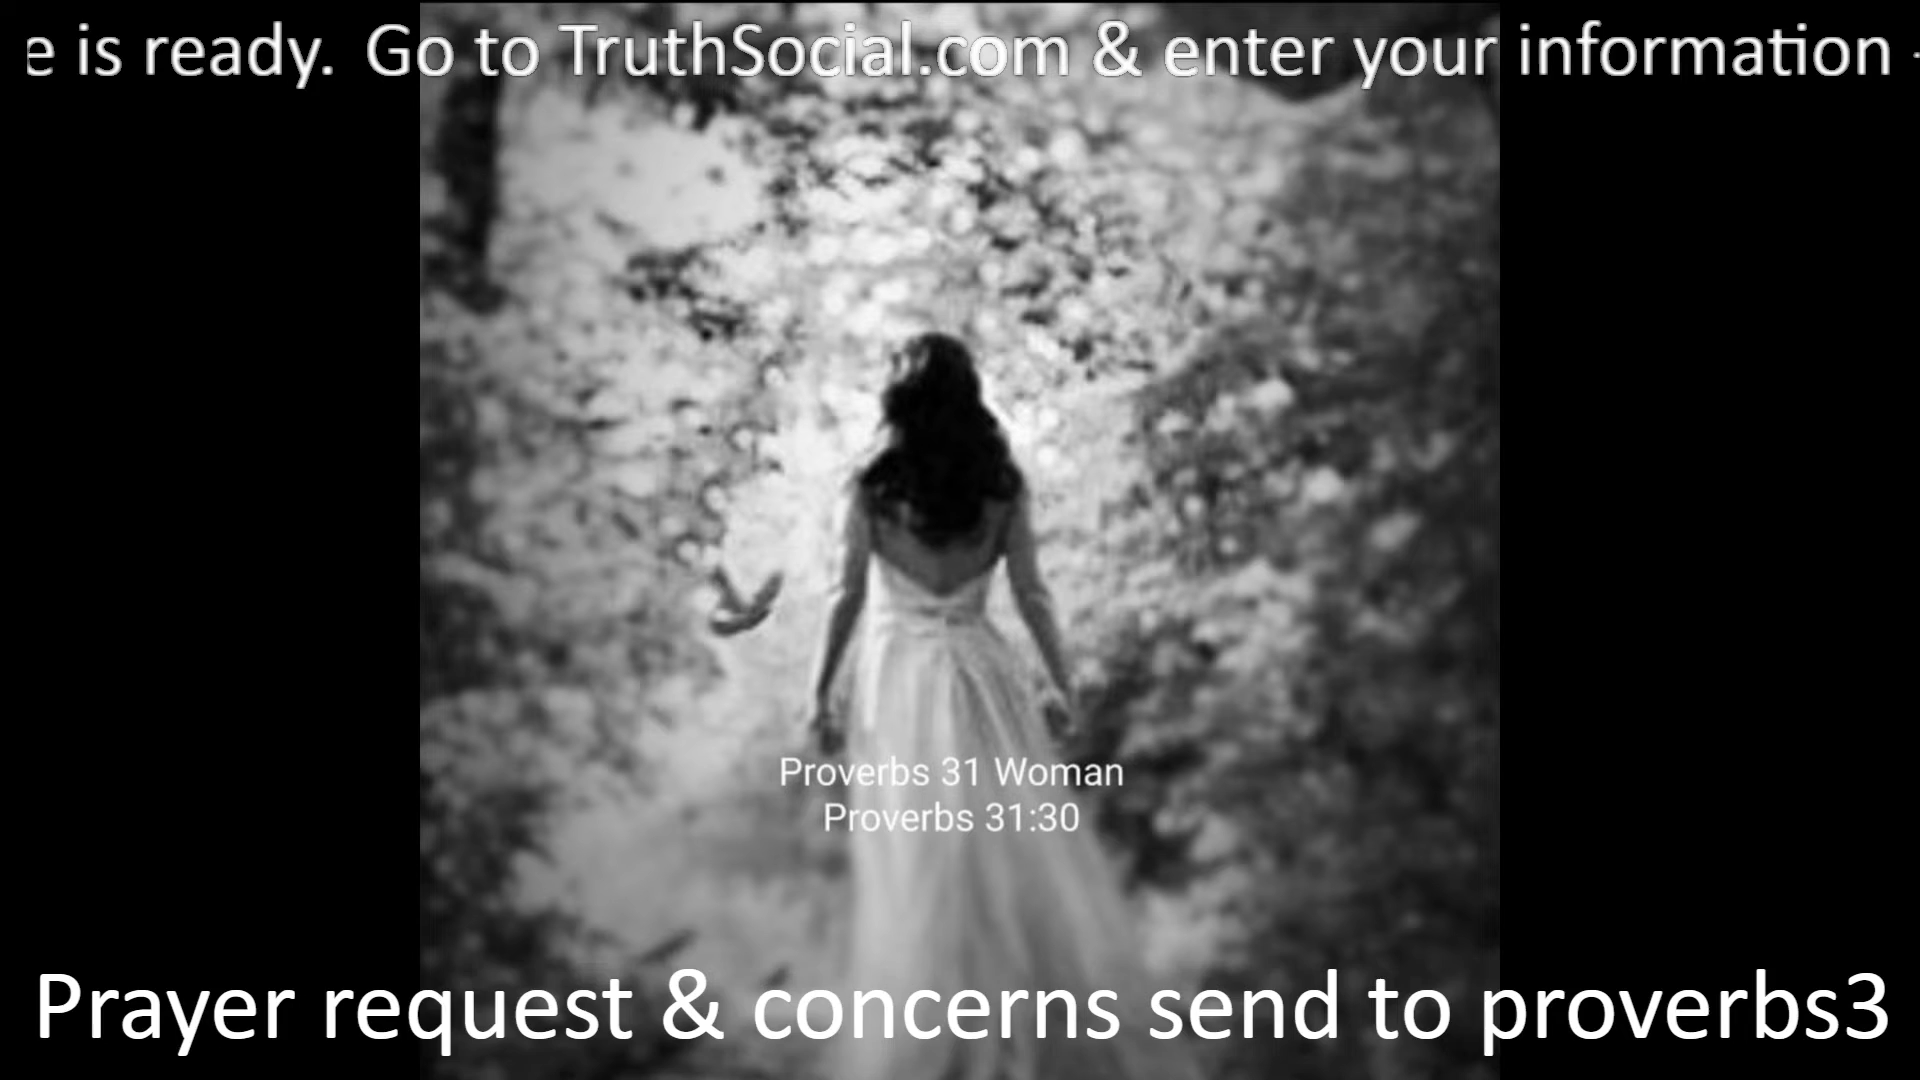 e is ready. Go to TruthSocial.com & enter your information
Proverbs 31 Woman
Proverbs 31:30
Prayer request & concerns send to proverbs3